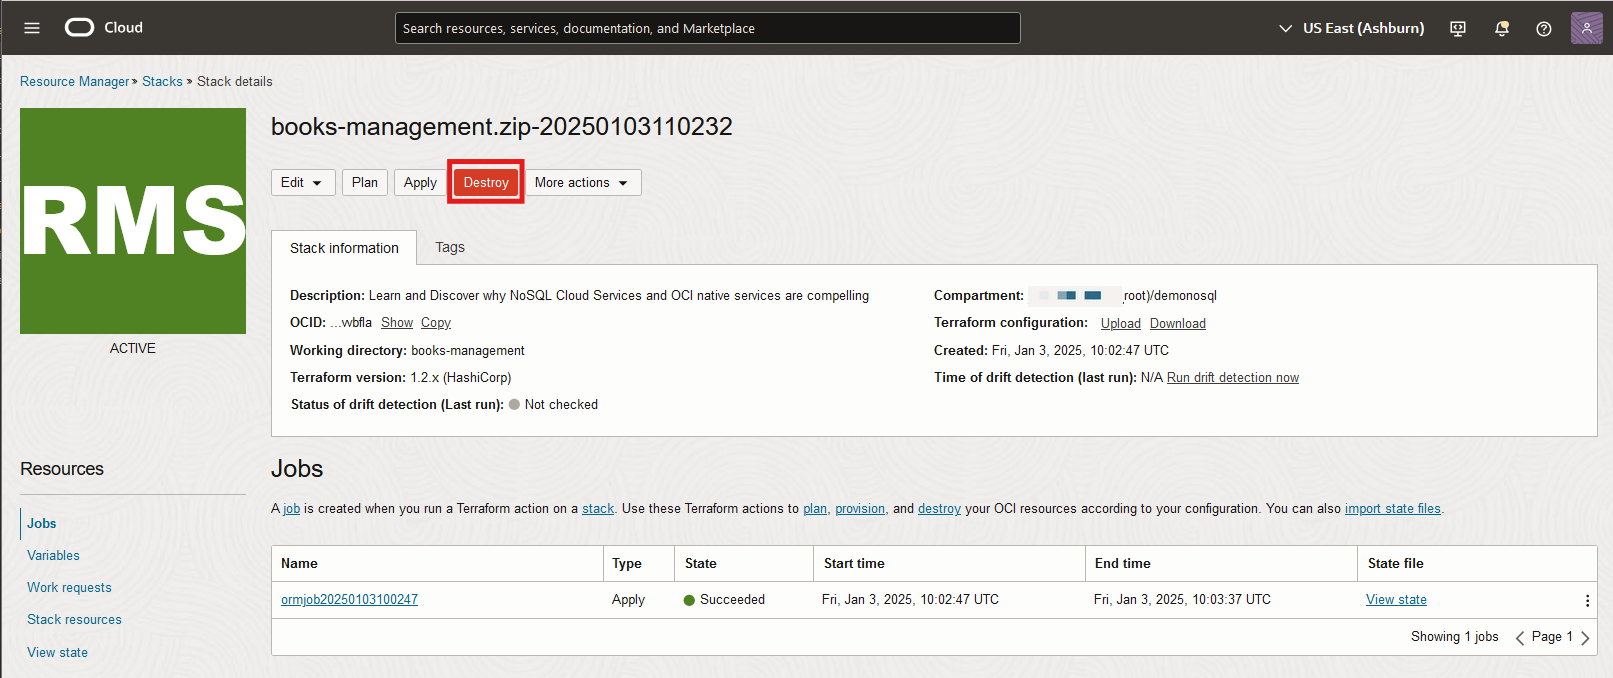 Cloud
Search resources, services, documentation, and Marketplace
US East (Ashburn)
Resource Manager » Stacks » Stack details
RMS
ACTIVE
books-management.zip-20250103110232
Edit Plan Apply Destroy More actions
Stack information Tags
Description: Learn and Discover why NoSQL Cloud Services and OCI native services are compelling
OCID: ...wbfla Show Copy
Working directory: books-management
Terraform version: 1.2.x (HashiCorp)
Status of drift detection (Last run): Not checked
Compartment: root)/demonosql
Terraform configuration: Upload Download
Created: Fri, Jan 3, 2025, 10:02:47 UTC
Time of drift detection (last run): N/A Run drift detection now
Resources
Jobs
Variables
Work requests
Stack resources
View state
Jobs
A job is created when you run a Terraform action on a stack. Use these Terraform actions to plan, provision, and destroy your OCI resources according to your configuration. You can also import state files.
Name Type State Start time End time State file
ormjob20250103100247 Apply Succeeded Fri, Jan 3, 2025, 10:02:47 UTC Fri, Jan 3, 2025, 10:03:37 UTC View state
Showing 1 jobs Page 1